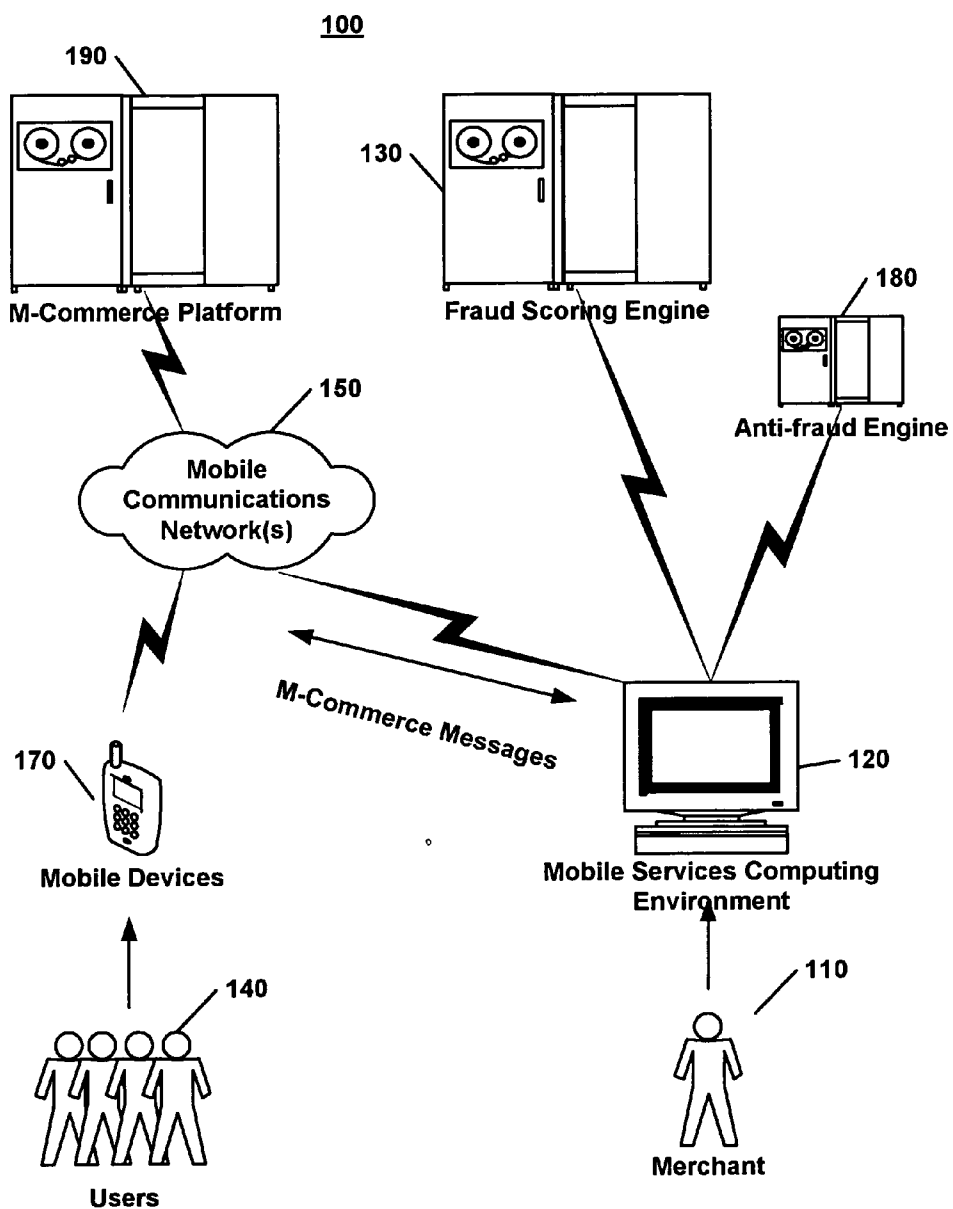 100
190
130
M-Commerce Platform
Fraud Scoring Engine
180
Anti-fraud Engine
150
Mobile
Communications
Network(s)
M-Commerce Messages
170
120
Mobile Devices
Mobile Services Computing
Environment
140
110
Users
Merchant